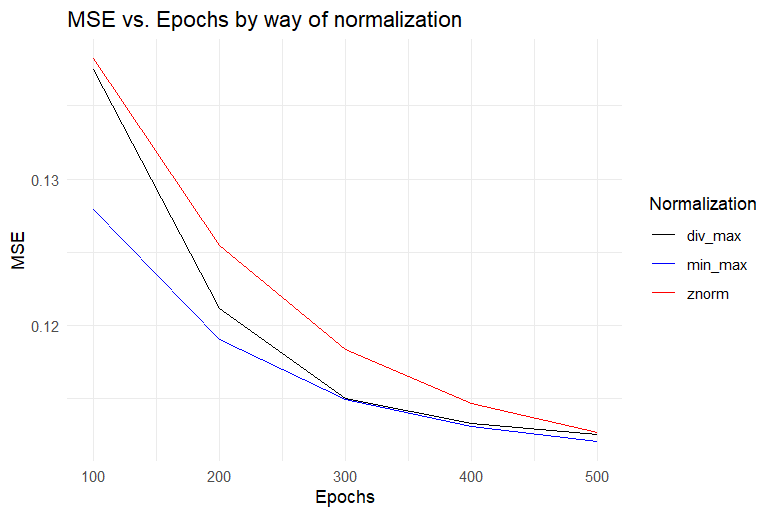 MSE vs. Epochs by way of normalization
MSE
0.13
0.12
100 200 300 400 500
Epochs
Normalization
div_max
min_max
znorm